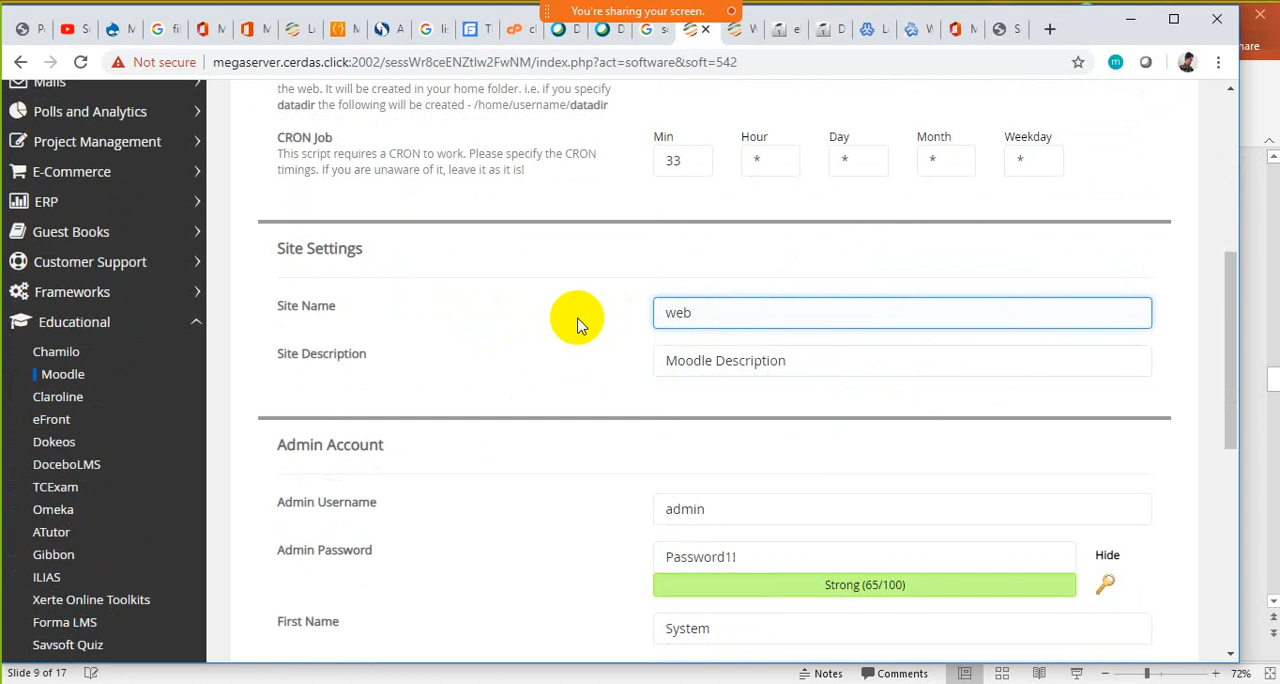 You're sharing your screen.
Not secure
megaserver.cerdas.click:2002/sessWr8ceENZtIw2FwNM/index.php?act=software&soft=542
Mails
Polls and Analytics
Project Management
E-Commerce
ERP
Guest Books
Customer Support
Frameworks
Educational
Chamilo
Moodle
Claroline
eFront
Dokeos
DoceboLMS
TCExam
Omeka
ATutor
Gibbon
ILIAS
Xerte Online Toolkits
Forma LMS
Savsoft Quiz
the web. It will be created in your home folder. i.e. if you specify
datadir the following will be created - /home/username/datadir
CRON Job
This script requires a CRON to work. Please specify the CRON
timings. If you are unaware of it, leave it as it is!
Min Hour Day Month Weekday
33 * * * *
Site Settings
Site Name
web
Site Description
Moodle Description
Admin Account
Admin Username
admin
Admin Password
Password1!
Hide
Strong (65/100)
First Name
System
Slide 9 of 17
Notes
Comments
72%